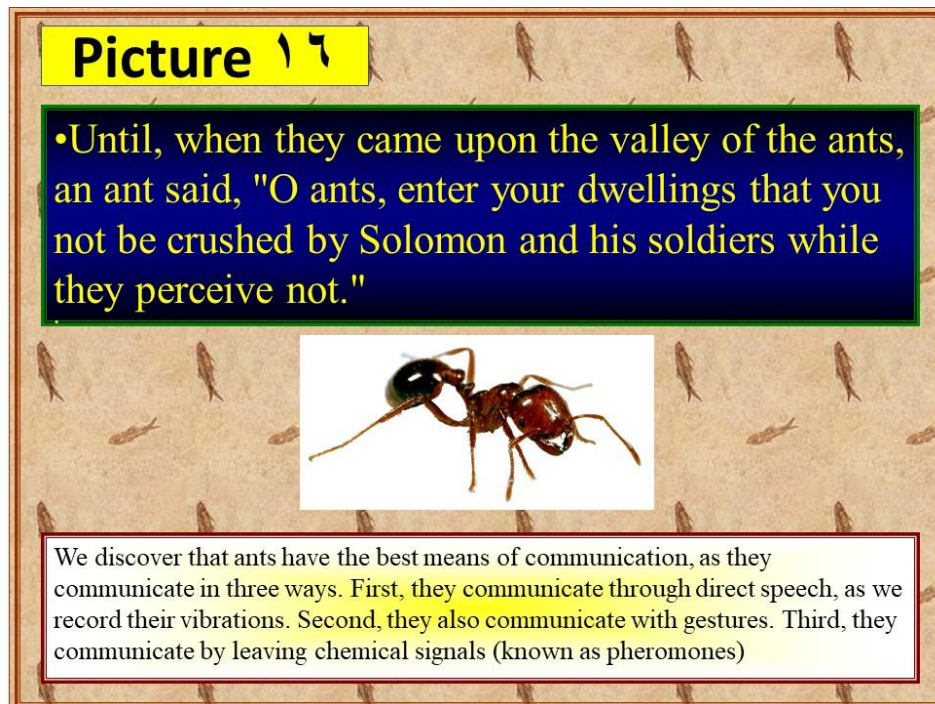 Picture ١٦
•Until, when they came upon the valley of the ants,
an ant said, "O ants, enter your dwellings that you
not be crushed by Solomon and his soldiers while
they perceive not."
We discover that ants have the best means of communication, as they
communicate in three ways. First, they communicate through direct speech, as we
record their vibrations. Second, they also communicate with gestures. Third, they
communicate by leaving chemical signals (known as pheromones)